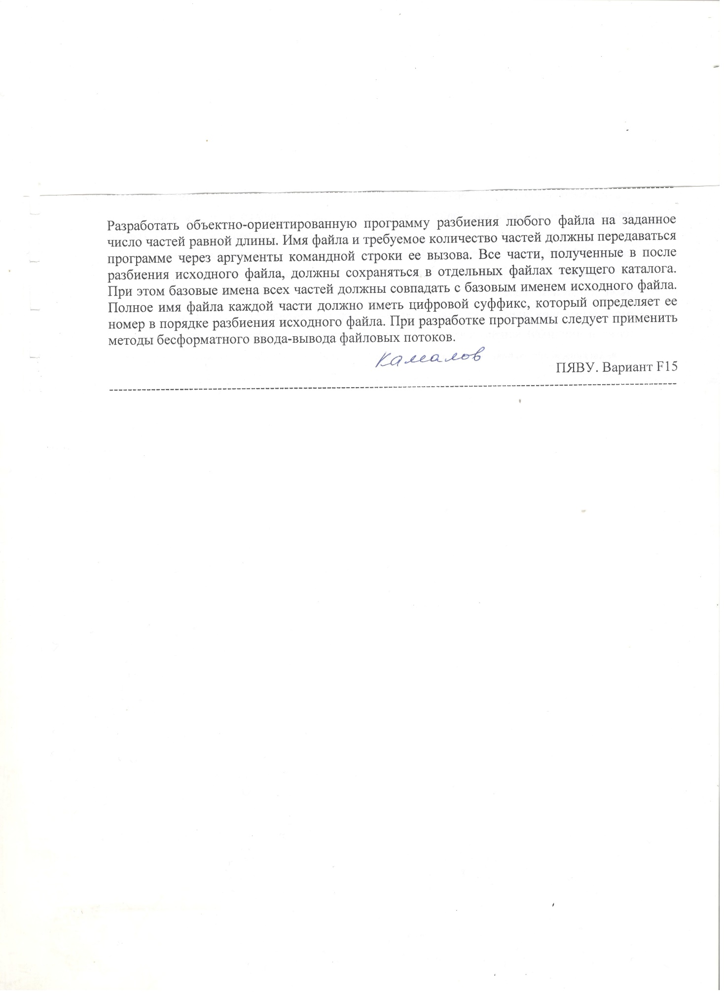 Разработать объектно-ориентированную программу разбиения любого файла на заданное
число частей равной длины. Имя файла и требуемое количество частей должны передаваться
программе через аргументы командной строки ее вызова. Все части, полученные в после
разбиения исходного файла, должны сохраняться в отдельных файлах текущего каталога.
При этом базовые имена всех частей должны совпадать с базовым именем исходного файла.
Полное имя файла каждой части должно иметь цифровой суффикс, который определяет ее
номер в порядке разбиения исходного файла. При разработке программы следует применить
методы бесформатного ввода-вывода файловых потоков.
Камалов
ПЯВУ. Вариант F15